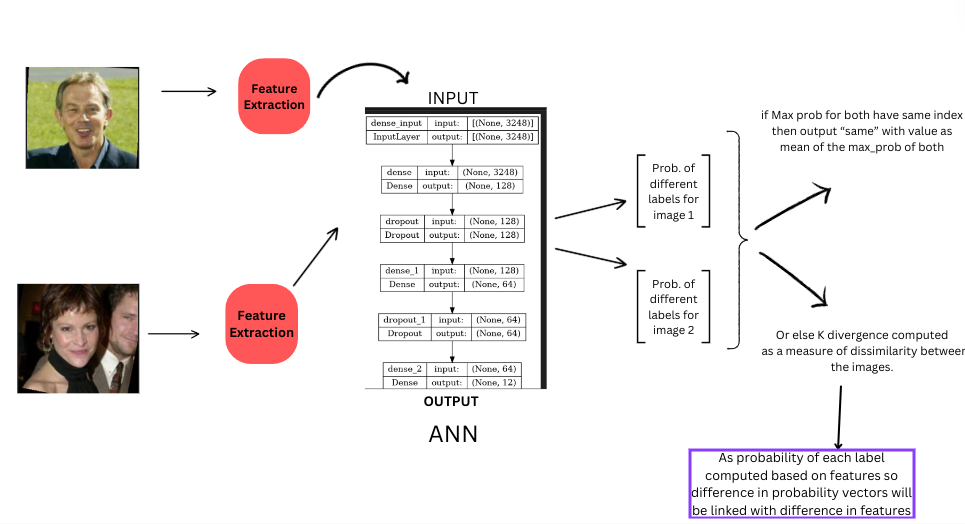 Feature
Extraction
INPUT
dense_input input: [(None, 3248)]
InputLayer output: [(None, 3248)]
dense input: (None, 3248)
Dense output: (None, 128)
dropout input: (None, 128)
Dropout output: (None, 128)
dense_1 input: (None, 128)
Dense output: (None, 64)
dropout_1 input: (None, 64)
Dropout output: (None, 64)
dense_2 input: (None, 64)
Dense output: (None, 12)
OUTPUT
ANN
Feature
Extraction
Prob. of
different
labels for
image 1
Prob. of
different
labels for
image 2
if Max prob for both have same index
then output “same” with value as
mean of the max_prob of both
Or else K divergence computed
as a measure of dissimilarity between
the images.
As probability of each label
computed based on features so
difference in probability vectors will
be linked with difference in features